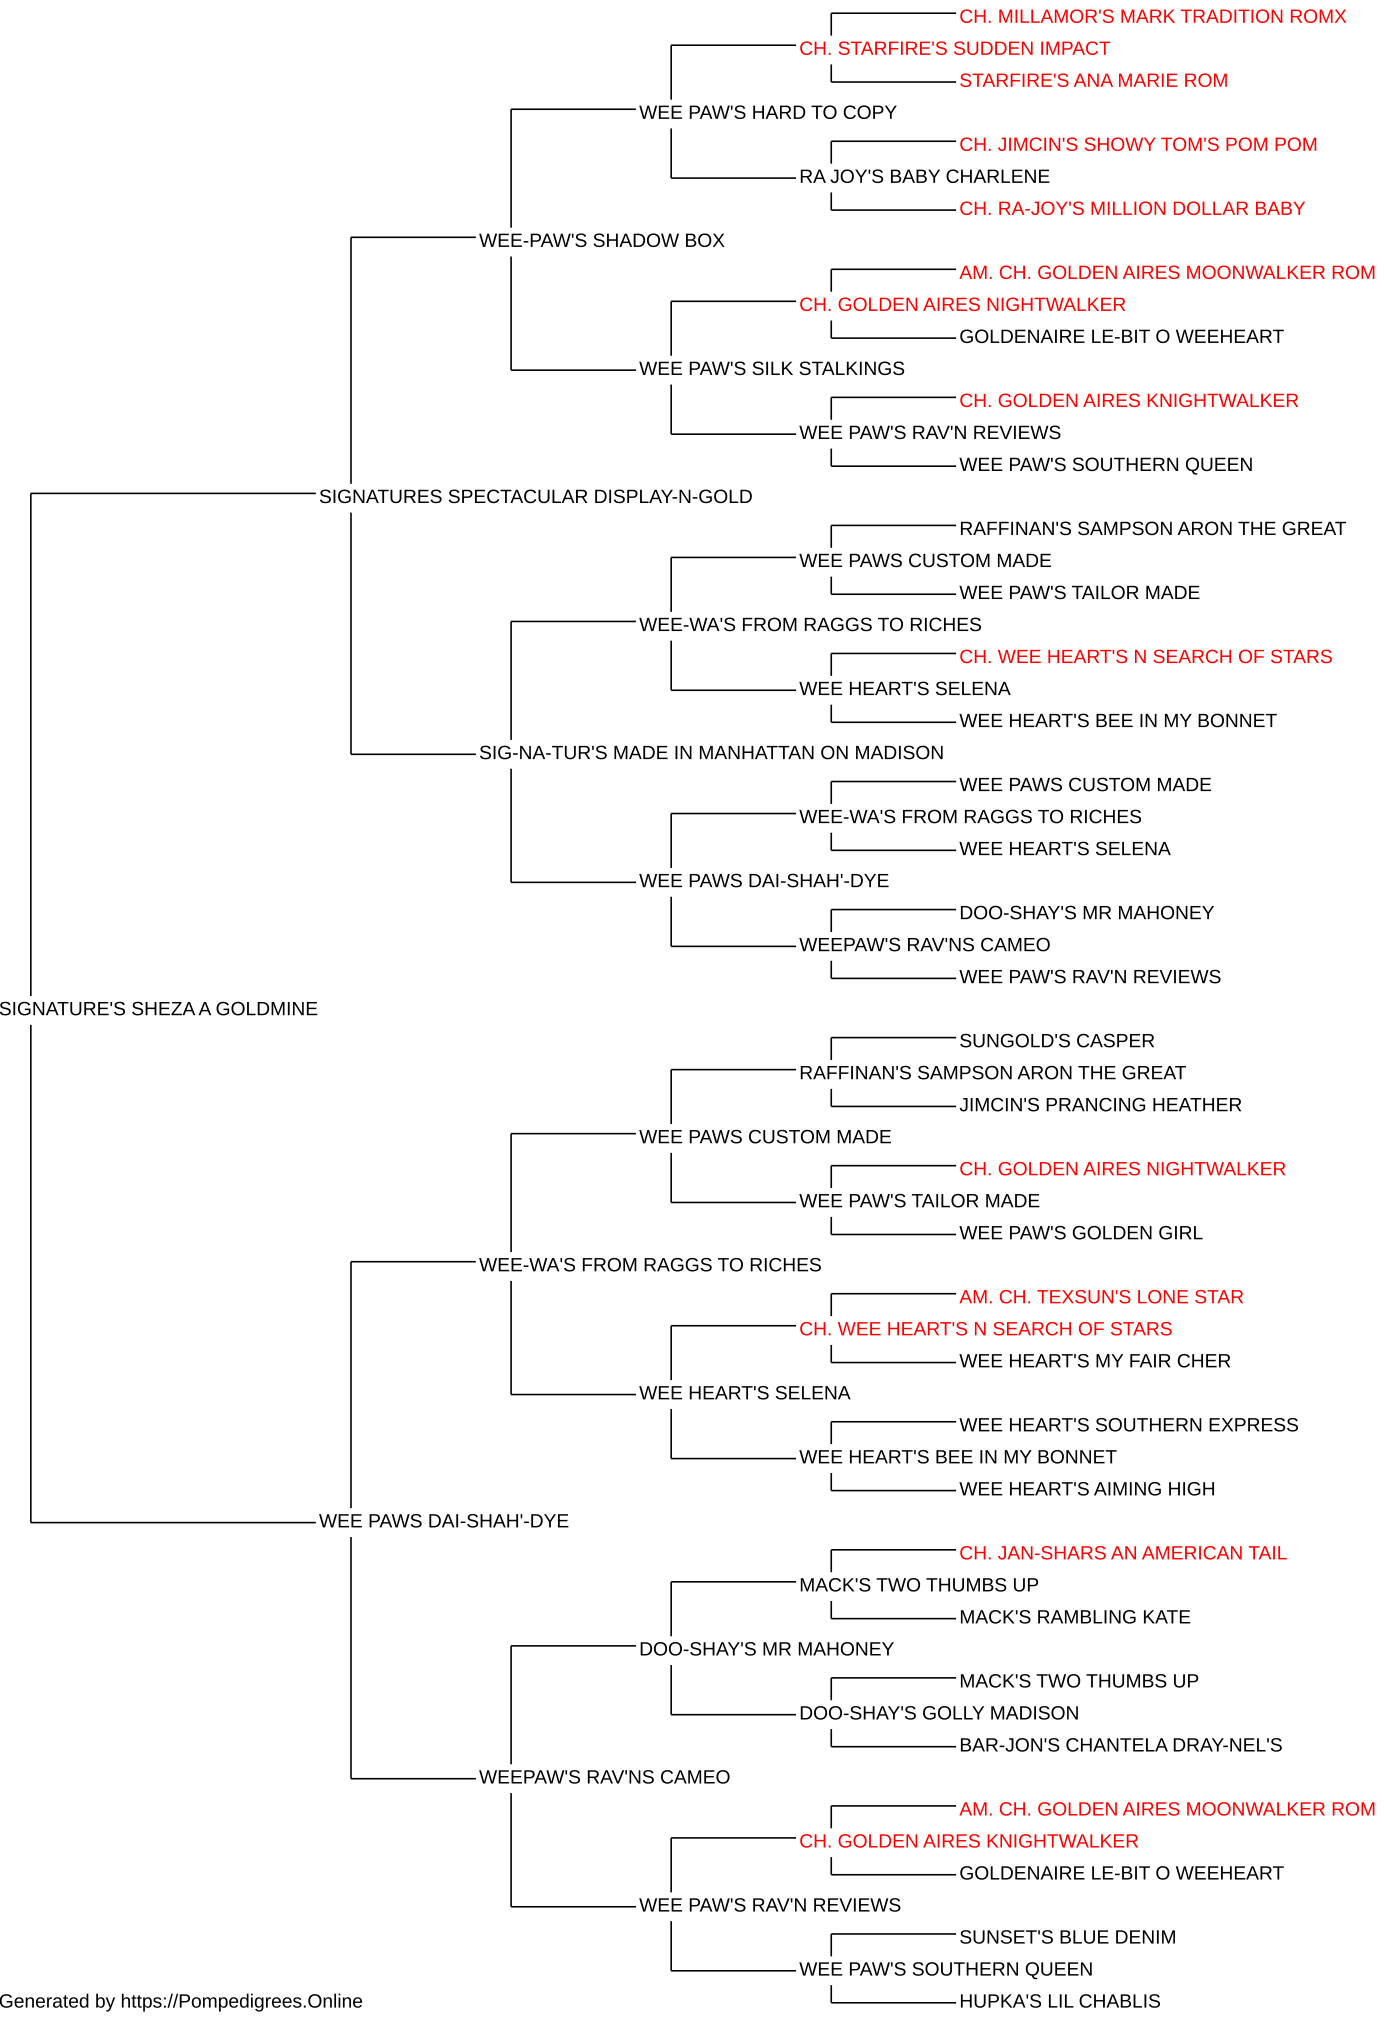 CH. MILLAMOR'S MARK TRADITION ROMX
CH. STARFIRE'S SUDDEN IMPACT
STARFIRE'S ANA MARIE ROM
WEE PAW'S HARD TO COPY
CH. JIMCIN'S SHOWY TOM'S POM POM
RA JOY'S BABY CHARLENE
CH. RA-JOY'S MILLION DOLLAR BABY
WEE-PAW'S SHADOW BOX
AM. CH. GOLDEN AIRES MOONWALKER ROM
CH. GOLDEN AIRES NIGHTWALKER
GOLDENAIRE LE-BIT O WEEHEART
WEE PAW'S SILK STALKINGS
CH. GOLDEN AIRES KNIGHTWALKER
WEE PAW'S RAV'N REVIEWS
WEE PAW'S SOUTHERN QUEEN
SIGNATURES SPECTACULAR DISPLAY-N-GOLD
RAFFINAN'S SAMPSON ARON THE GREAT
WEE PAWS CUSTOM MADE
WEE PAW'S TAILOR MADE
WEE-WA'S FROM RAGGS TO RICHES
CH. WEE HEART'S N SEARCH OF STARS
WEE HEART'S SELENA
WEE HEART'S BEE IN MY BONNET
SIG-NA-TUR'S MADE IN MANHATTAN ON MADISON
WEE PAWS CUSTOM MADE
WEE-WA'S FROM RAGGS TO RICHES
WEE HEART'S SELENA
WEE PAWS DAI-SHAH'-DYE
DOO-SHAY'S MR MAHONEY
WEEPAW'S RAV'NS CAMEO
WEE PAW'S RAV'N REVIEWS
SIGNATURE'S SHEZA A GOLDMINE
SUNGOLD'S CASPER
RAFFINAN'S SAMPSON ARON THE GREAT
JIMCIN'S PRANCING HEATHER
WEE PAWS CUSTOM MADE
CH. GOLDEN AIRES NIGHTWALKER
WEE PAW'S TAILOR MADE
WEE PAW'S GOLDEN GIRL
WEE-WA'S FROM RAGGS TO RICHES
AM. CH. TEXSUN'S LONE STAR
CH. WEE HEART'S N SEARCH OF STARS
WEE HEART'S MY FAIR CHER
WEE HEART'S SELENA
WEE HEART'S SOUTHERN EXPRESS
WEE HEART'S BEE IN MY BONNET
WEE HEART'S AIMING HIGH
WEE PAWS DAI-SHAH'-DYE
CH. JAN-SHARS AN AMERICAN TAIL
MACK'S TWO THUMBS UP
MACK'S RAMBLING KATE
DOO-SHAY'S MR MAHONEY
MACK'S TWO THUMBS UP
DOO-SHAY'S GOLLY MADISON
BAR-JON'S CHANTELA DRAY-NEL'S
WEEPAW'S RAV'NS CAMEO
AM. CH. GOLDEN AIRES MOONWALKER ROM
CH. GOLDEN AIRES KNIGHTWALKER
GOLDENAIRE LE-BIT O WEEHEART
WEE PAW'S RAV'N REVIEWS
SUNSET'S BLUE DENIM
WEE PAW'S SOUTHERN QUEEN
HUPKA'S LIL CHABLIS
Generated by https://Pompedigrees.Online